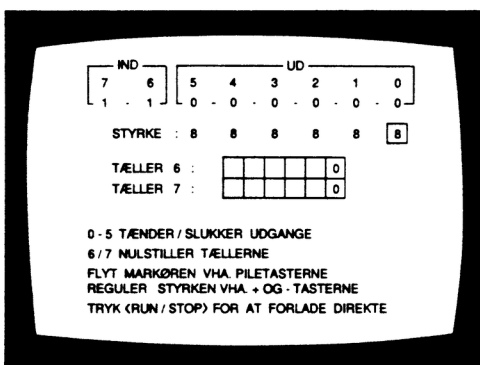 IND UD
7 6 5 4 3 2 1 0
1 - 1 0 - 0 - 0 - 0 - 0 - 0
STYRKE : 8 8 8 8 8 8
TÆLLER 6 : 0
TÆLLER 7 : 0
0 - 5 TÆNDER / SLUKKER UDGANGE
6 / 7 NULSTILLER TÆLLERNE
FLYT MARKØREN VHA. PILETASTERNE
REGULER STYRKEN VHA. + OG - TASTERNE
TRYK <RUN / STOP> FOR AT FORLADE DIREKTE